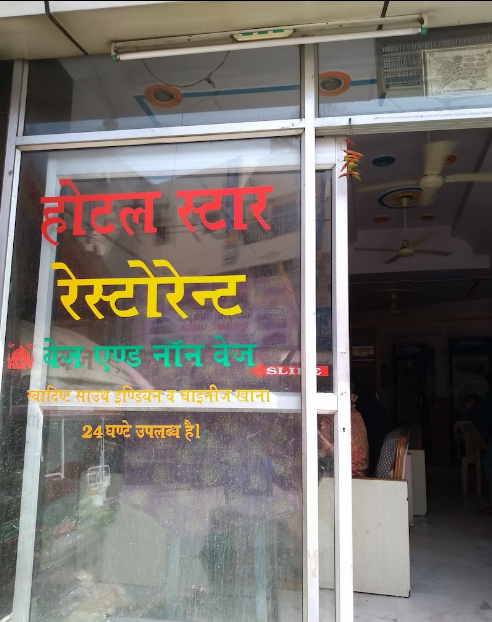 होटल स्टार
रेस्टोरेन्ट
वेज एण्ड नॉन वेज
SLIDE
स्वादिष्ट साउथ इण्डियन व चाइनीज खाना
24 घण्टे उपलब्ध है।